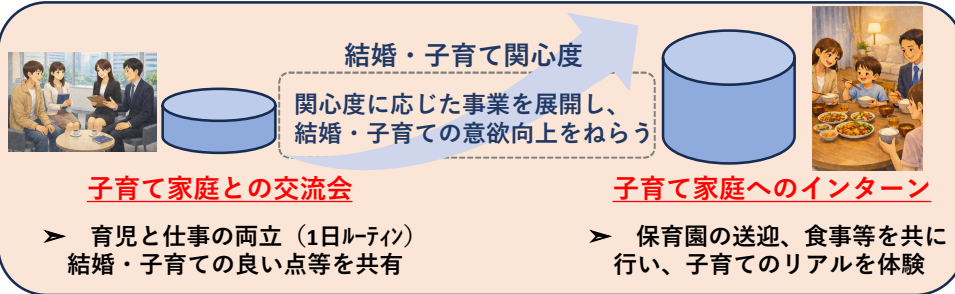 結婚・子育て関心度
関心度に応じた事業を展開し、
結婚・子育ての意欲向上をねらう
子育て家庭との交流会
➤ 育児と仕事の両立（1日ﾙｰﾃｨﾝ）
結婚・子育ての良い点等を共有
子育て家庭へのインターン
➤ 保育園の送迎、食事等を共に
行い、子育てのリアルを体験